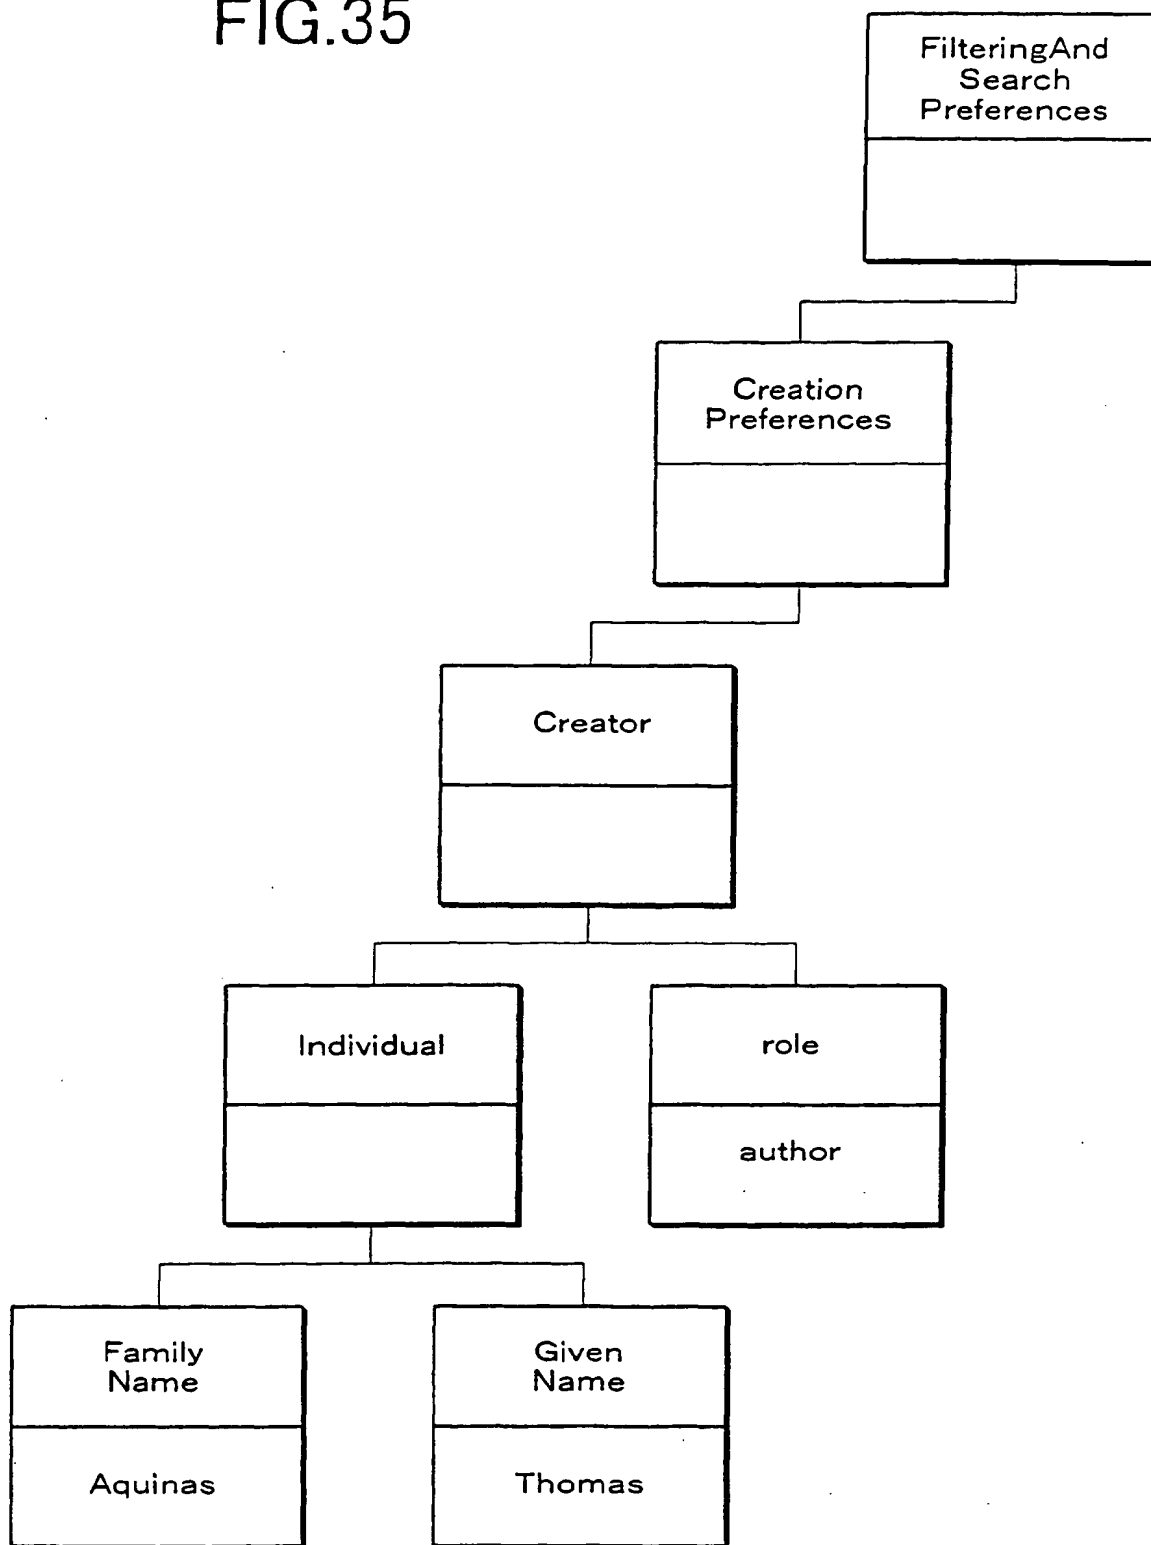 FIG.35
FilteringAnd
Search
Preferences
Creation
Preferences
Creator
Individual
role
author
Family
Name
Given
Name
Aquinas
Thomas